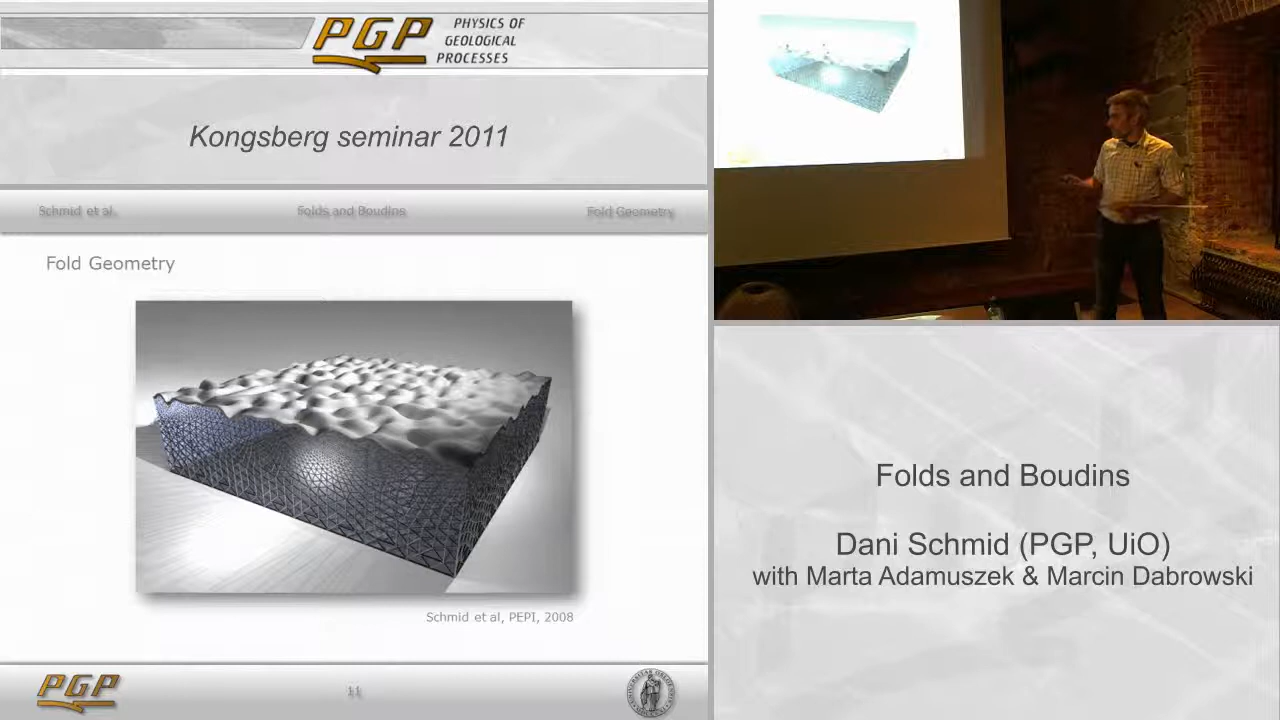 PGP
PHYSICS OF
GEOLOGICAL
PROCESSES
Kongsberg seminar 2011
Schmid et al. Folds and Boudins Fold Geometry
Fold Geometry
Schmid et al, PEPI, 2008
PGP
11
Folds and Boudins
Dani Schmid (PGP, UiO)
with Marta Adamuszek & Marcin Dabrowski